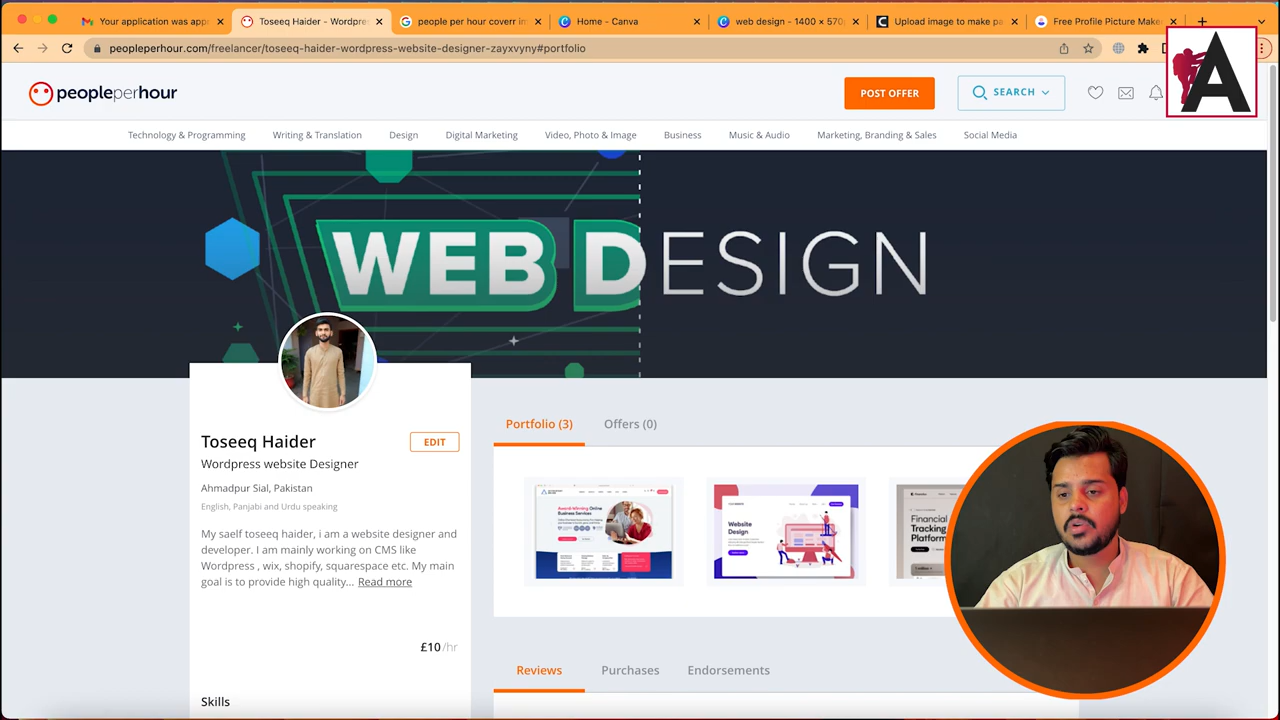 Your application was appr
Toseeq Haider - Wordpres
people per hour coverr im
Home - Canva
web design - 1400 × 570
Upload image to make pa
Free Profile Picture Maker
peopleperhour.com/freelancer/toseeq-haider-wordpress-website-designer-zayxvyny#portfolio
A
peopleperhour
POST OFFER
SEARCH
Technology & Programming
Writing & Translation
Design
Digital Marketing
Video, Photo & Image
Business
Music & Audio
Marketing, Branding & Sales
Social Media
WEB DESIGN
Toseeq Haider
EDIT
Wordpress website Designer
Ahmadpur Sial, Pakistan
English, Panjabi and Urdu speaking
My saelf toseeq haider, i am a website designer and
developer. I am mainly working on CMS like
Wordpress , wix, shopify, squarespace etc. My main
goal is to provide high quality... Read more
£10/hr
Skills
Portfolio (3)
Offers (0)
Award-Winning Online
Business Services
Website
Design
Financial
Tracking
Platform
Reviews
Purchases
Endorsements